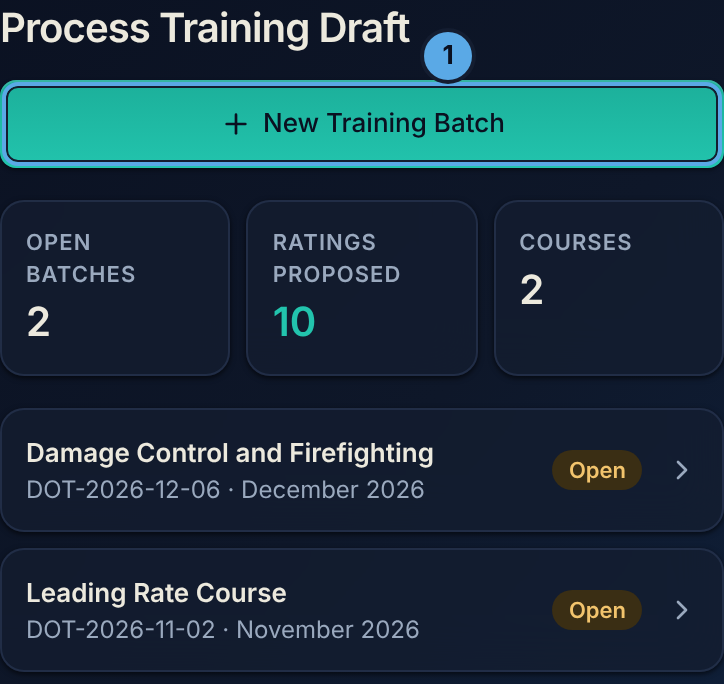 Process Training Draft
1
+ New Training Batch
OPEN
BATCHES
2
RATINGS
PROPOSED
10
COURSES
2
Damage Control and Firefighting
DOT-2026-12-06 · December 2026
Open
Leading Rate Course
DOT-2026-11-02 · November 2026
Open